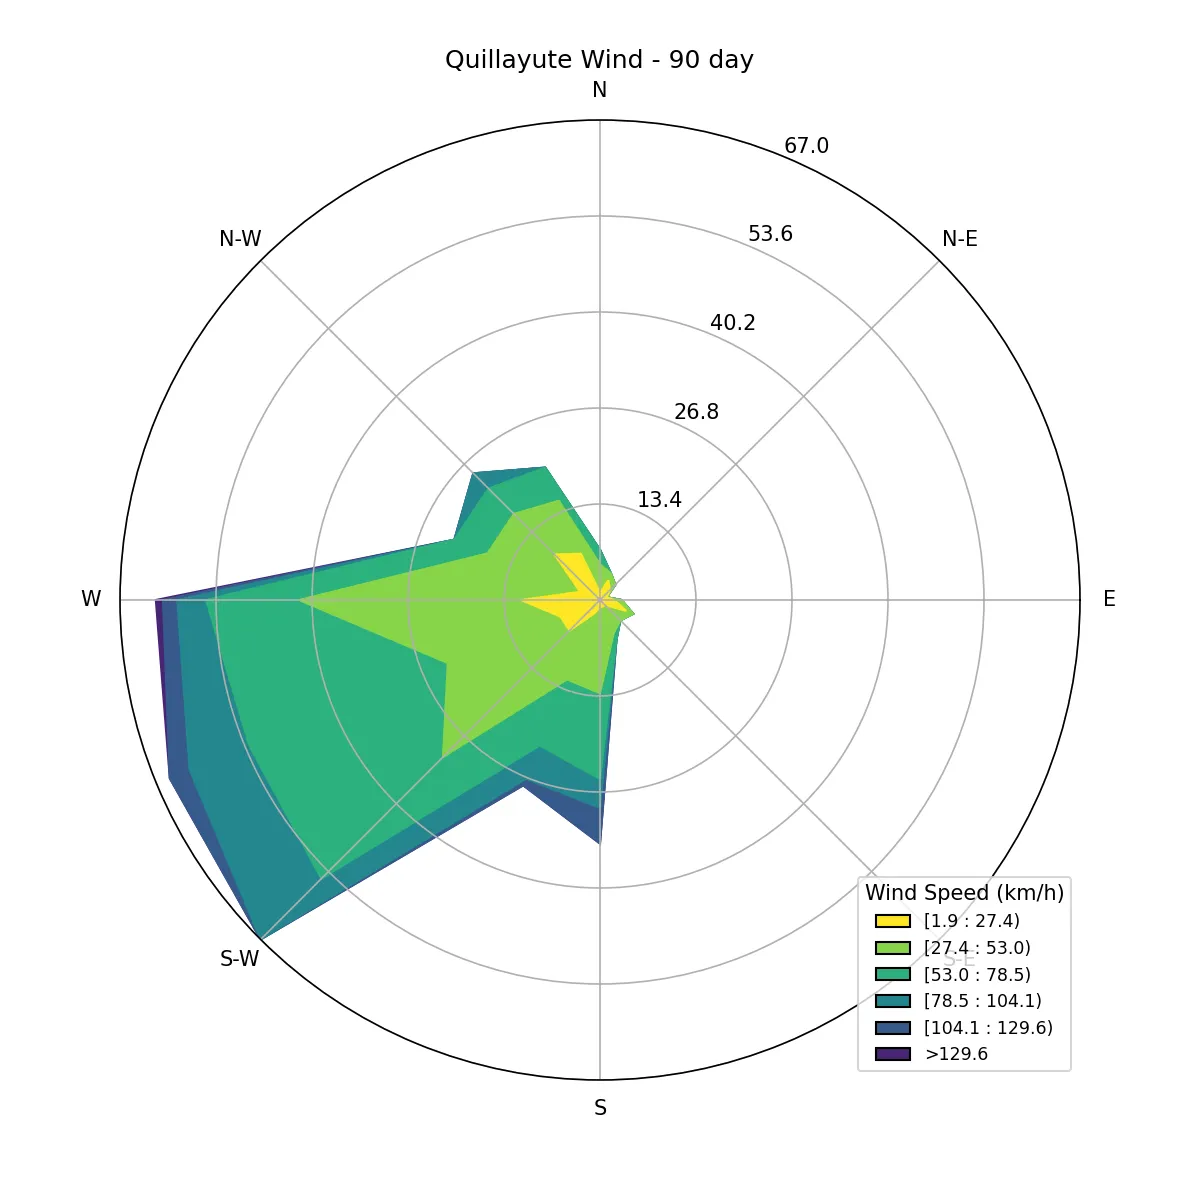 Quillayute Wind - 90 day
N
67.0
53.6
N-W
N-E
40.2
26.8
13.4
W
E
Wind Speed (km/h)
[1.9 : 27.4)
[27.4 : 53.0)
S-W
S-E
[53.0 : 78.5)
[78.5 : 104.1)
[104.1 : 129.6)
>129.6
S